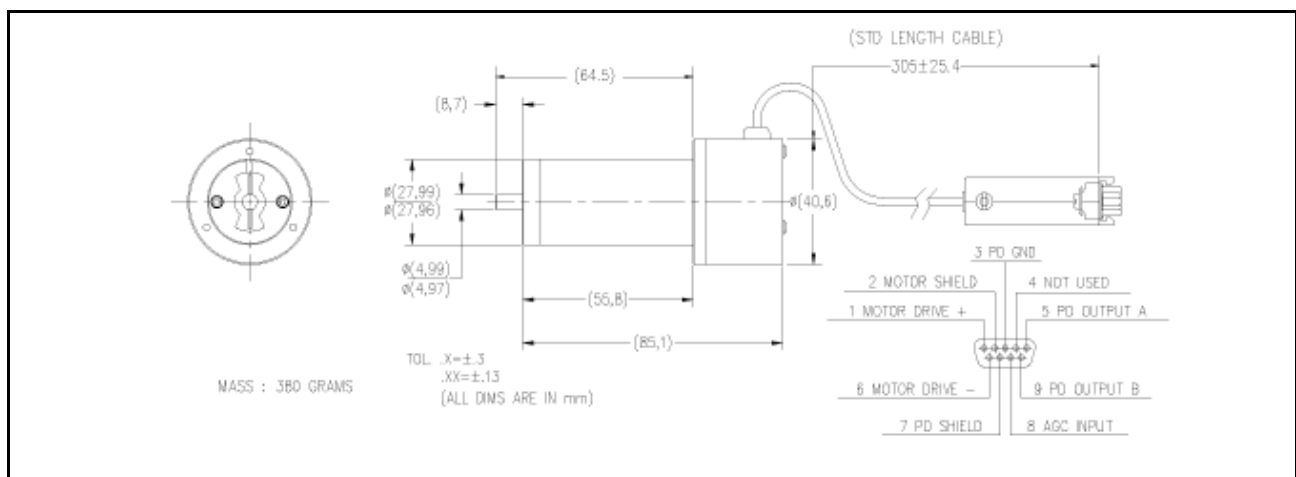 (STD LENGTH CABLE)
305±25.4
(64.5)
(8,7)
ø(27,99)
ø(27,96)
ø(40,6)
ø(4,99)
ø(4,97)
(55,8)
(85,1)
3 PD GND
2 MOTOR SHIELD
4 NOT USED
1 MOTOR DRIVE +
5 PD OUTPUT A
TOL .X=±.3
.XX=±.13
(ALL DIMS ARE IN mm)
MASS : 380 GRAMS
6 MOTOR DRIVE -
9 PD OUTPUT B
7 PD SHIELD
8 AGC INPUT